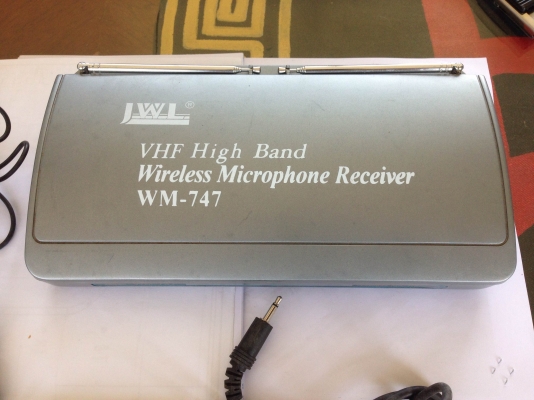 JWL®
VHF High Band
Wireless Microphone Receiver
WM-747